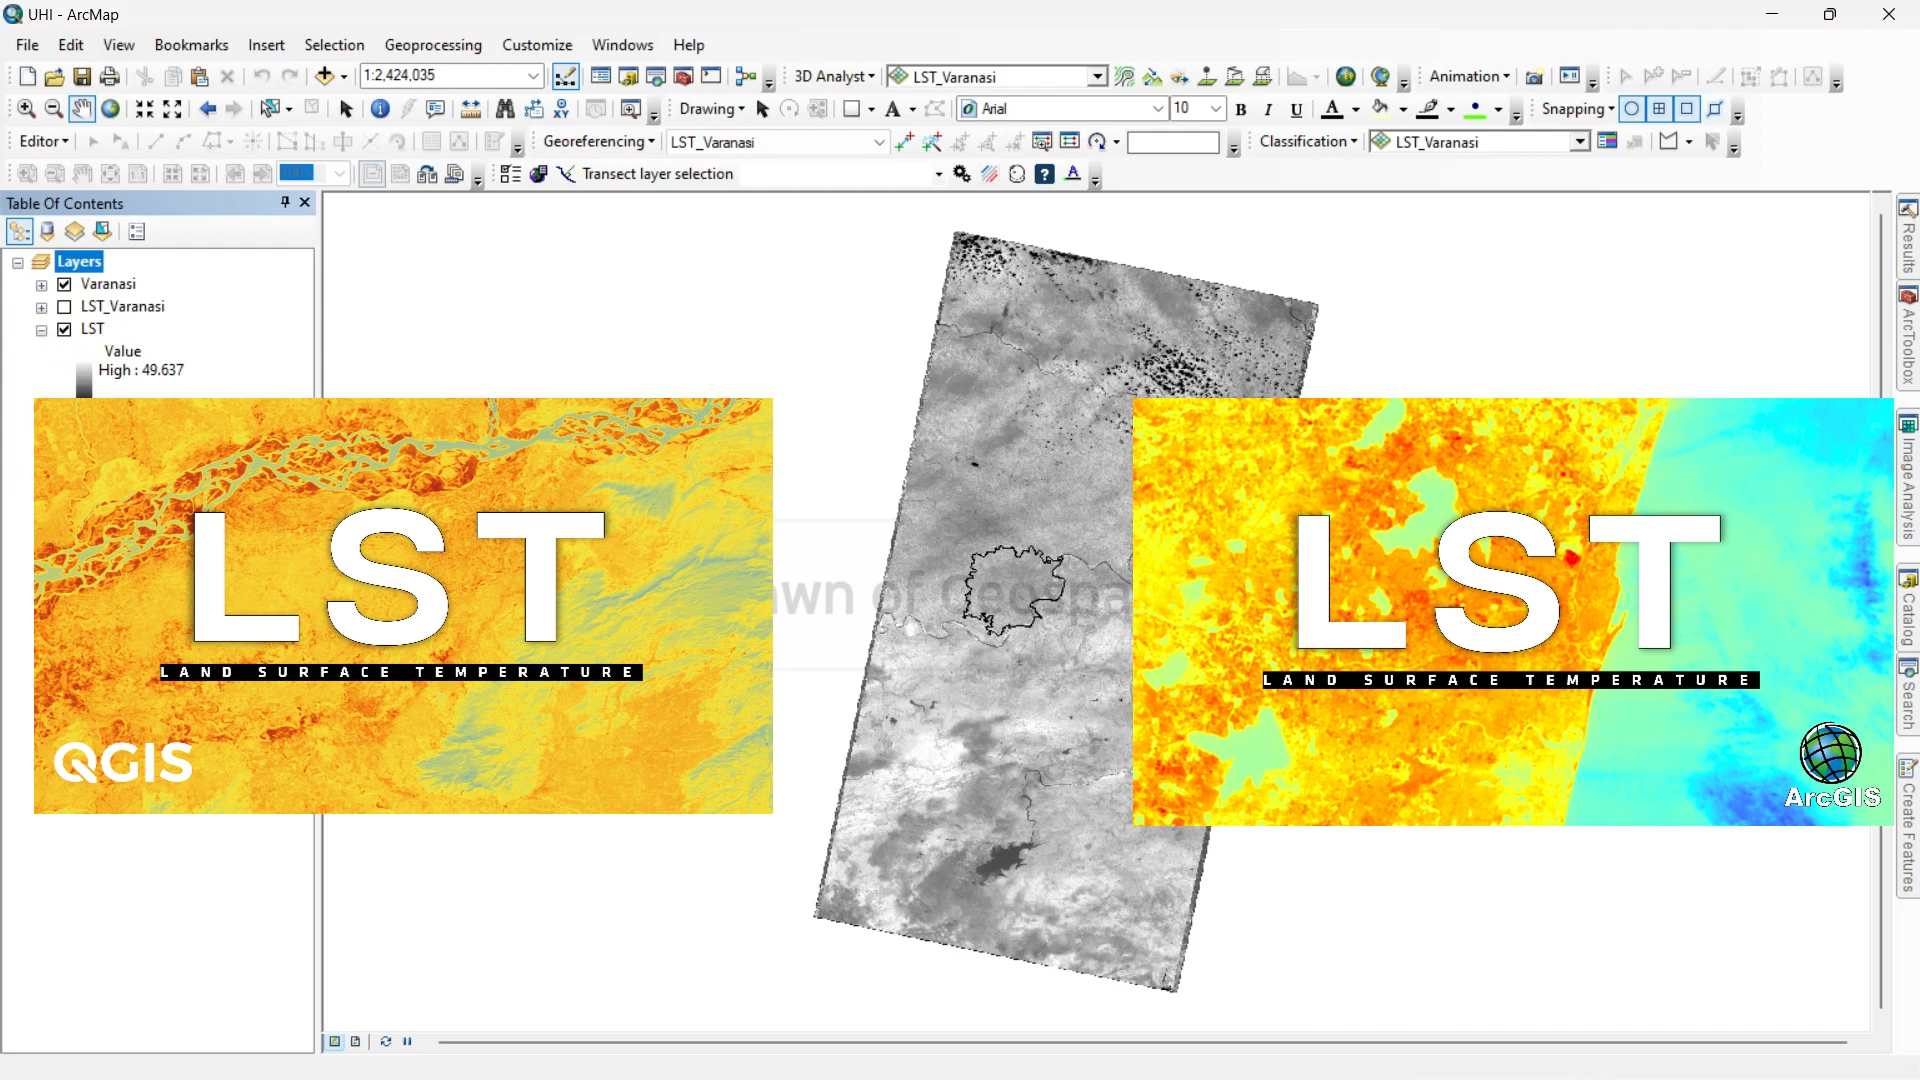 UHI - ArcMap
File Edit View Bookmarks Insert Selection Geoprocessing Customize Windows Help
1:2,424,035
3D Analyst
LST_Varanasi
Animation
Drawing
Arial
10
B I U
A
Snapping
Editor
Georeferencing
LST_Varanasi
Classification
LST_Varanasi
Transect layer selection
Table Of Contents
Layers
Varanasi
LST_Varanasi
LST
Value
High : 49.637
LST
LAND SURFACE TEMPERATURE
QGIS
LST
LAND SURFACE TEMPERATURE
ArcGIS
Results
ArcToolbox
Image Analysis
Catalog
Search
Create Features